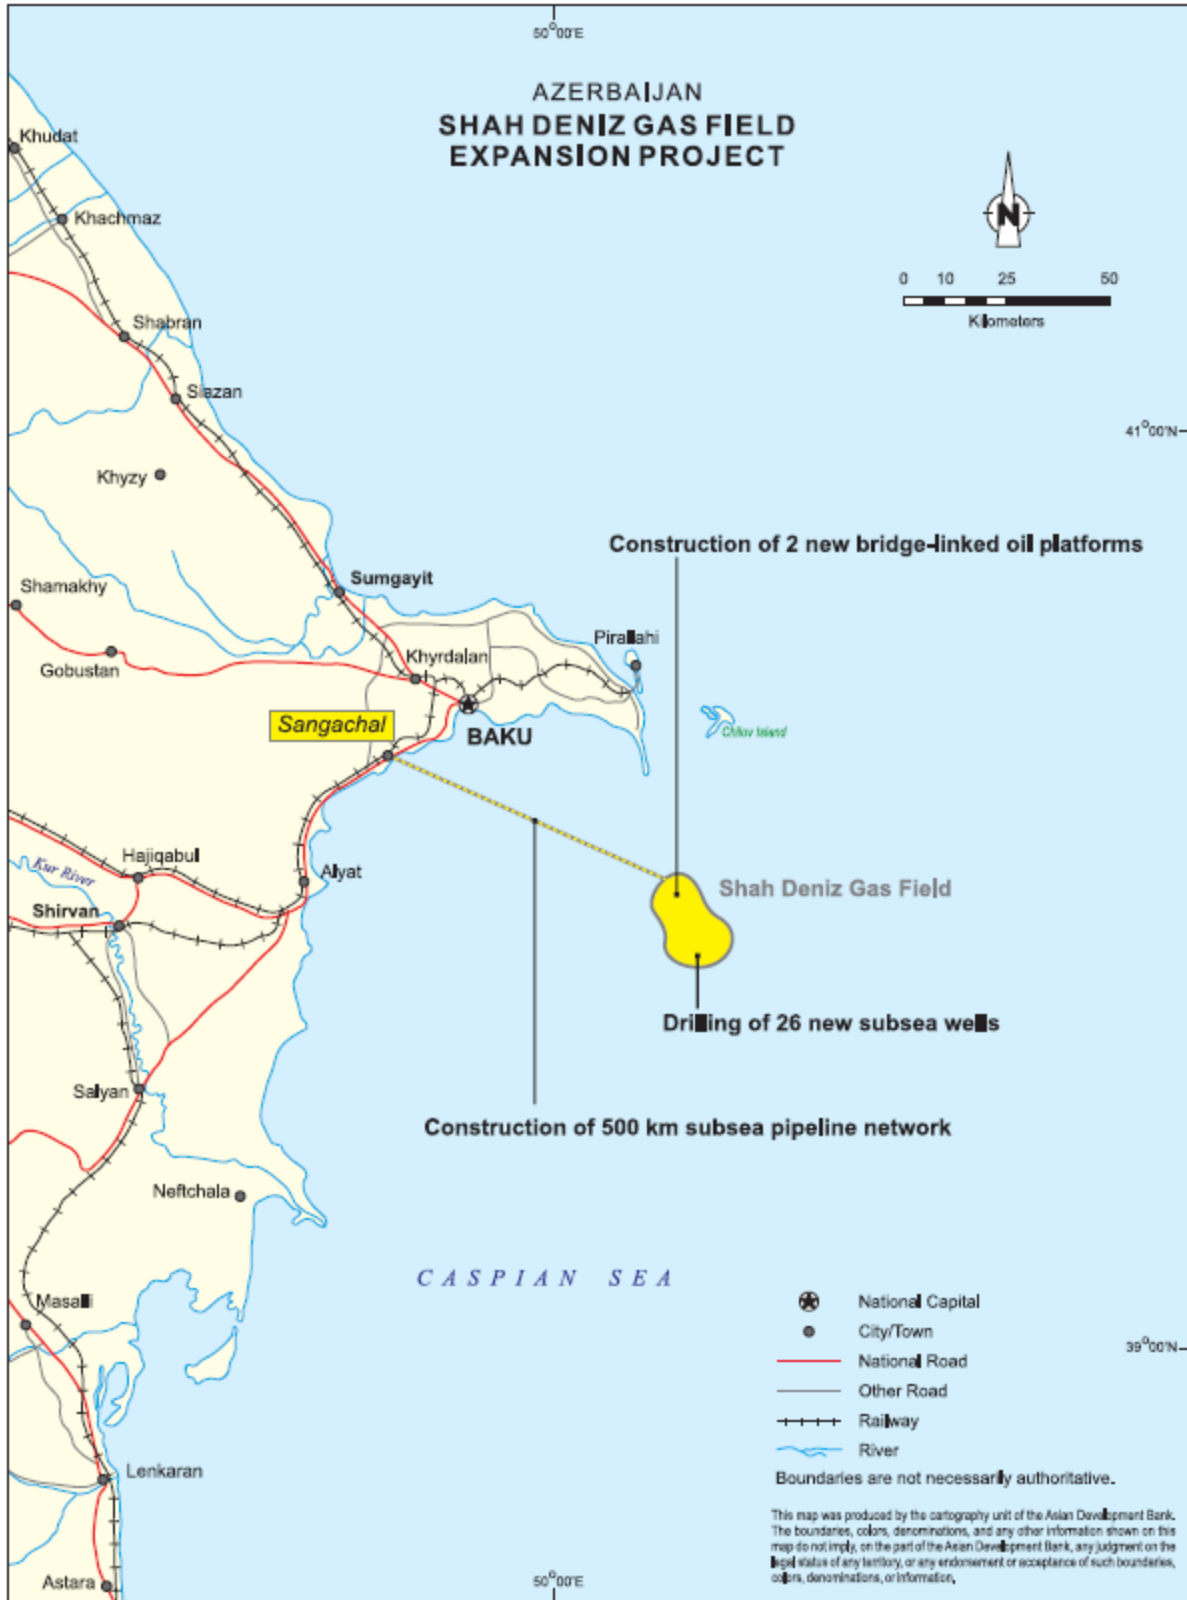 50°00'E
AZERBAIJAN
SHAH DENIZ GAS FIELD
EXPANSION PROJECT
Khudat
N
Khachmaz
0 10 25 50
Kilometers
Shabran
Siazan
41°00'N
Khyzy
Construction of 2 new bridge-linked oil platforms
Sumgayit
Shamakhy
Pirallahi
Khyrdalan
Gobustan
Sangachal
BAKU
Chilov Island
Hajiqabul
Kur River
Alyat
Shah Deniz Gas Field
Shirvan
Drilling of 26 new subsea wells
Salyan
Construction of 500 km subsea pipeline network
Neftchala
CASPIAN SEA
Masalli
National Capital
City/Town
39°00'N
National Road
Other Road
Railway
River
Lenkaran
Boundaries are not necessarily authoritative.
This map was produced by the cartography unit of the Asian Development Bank.
The boundaries, colors, denominations, and any other information shown on this
map do not imply, on the part of the Asian Development Bank, any judgment on the
legal status of any territory, or any endorsement or acceptance of such boundaries,
colors, denominations, or information.
Astara
50°00'E